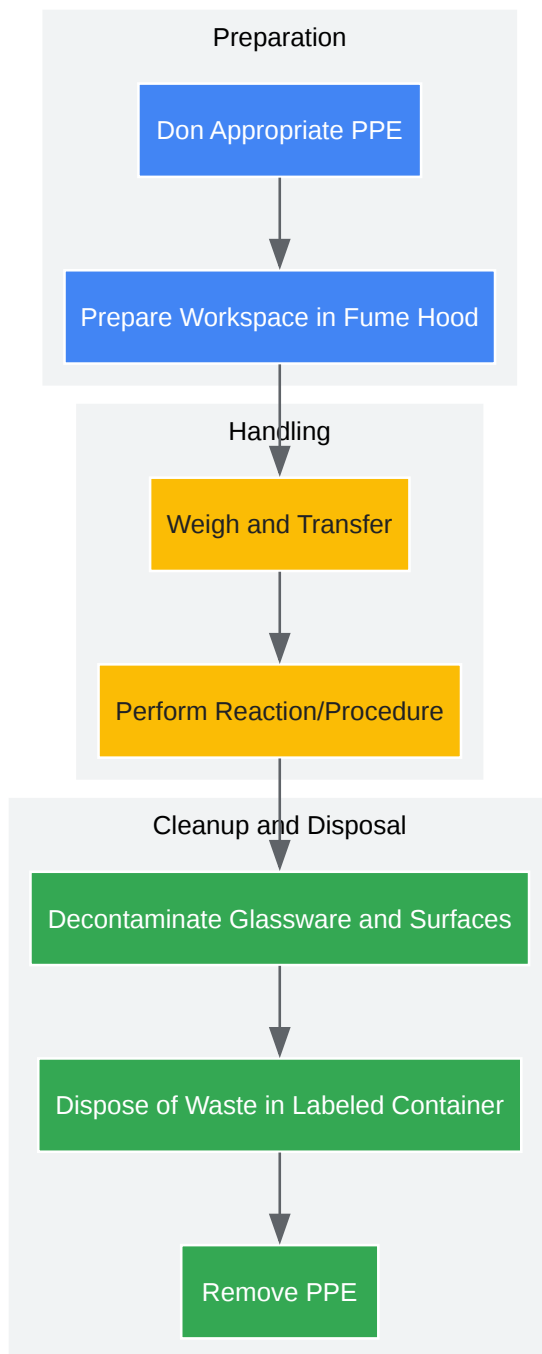 Preparation
Don Appropriate PPE
Prepare Workspace in Fume Hood
Handling
Weigh and Transfer
Perform Reaction/Procedure
Cleanup and Disposal
Decontaminate Glassware and Surfaces
Dispose of Waste in Labeled Container
Remove PPE